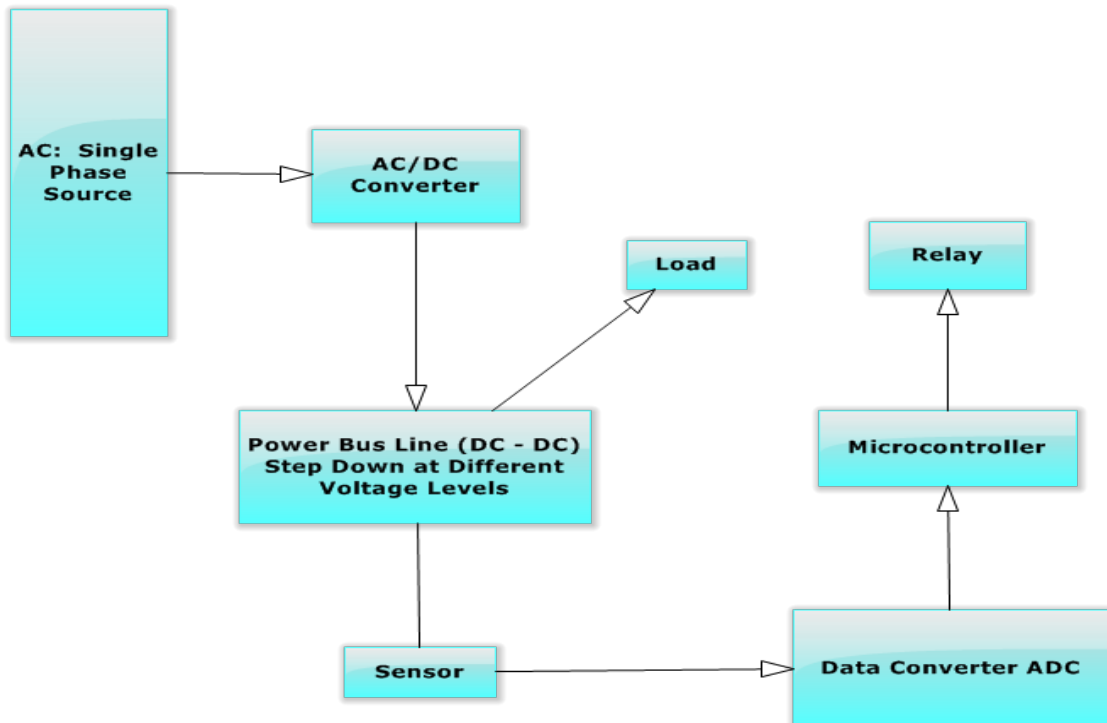 AC:  Single
Phase
Source
AC/DC
Converter
Load
Relay
Power Bus Line (DC - DC)
Step Down at Different
Voltage Levels
Microcontroller
Sensor
Data Converter ADC